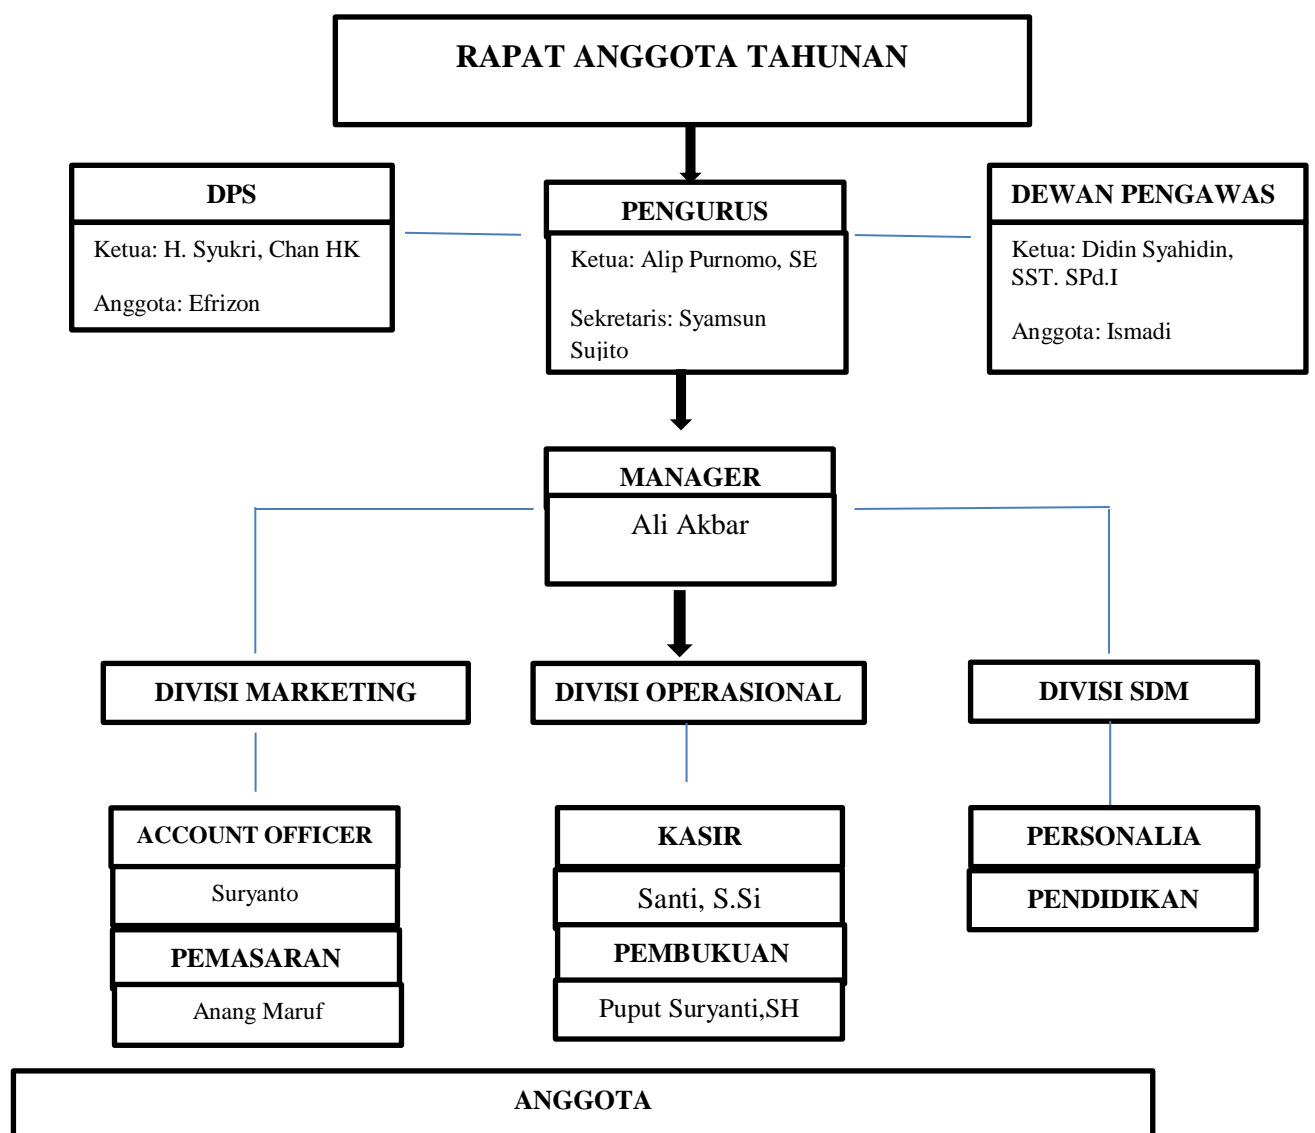 RAPAT ANGGOTA TAHUNAN
DPS
Ketua: H. Syukri, Chan HK
Anggota: Efrizon
PENGURUS
Ketua: Alip Purnomo, SE
Sekretaris: Syamsun
Sujito
DEWAN PENGAWAS
Ketua: Didin Syahidin,
SST. SPd.I
Anggota: Ismadi
MANAGER
Ali Akbar
DIVISI MARKETING
DIVISI OPERASIONAL
DIVISI SDM
ACCOUNT OFFICER
Suryanto
PEMASARAN
Anang Maruf
KASIR
Santi, S.Si
PEMBUKUAN
Puput Suryanti,SH
PERSONALIA
PENDIDIKAN
ANGGOTA